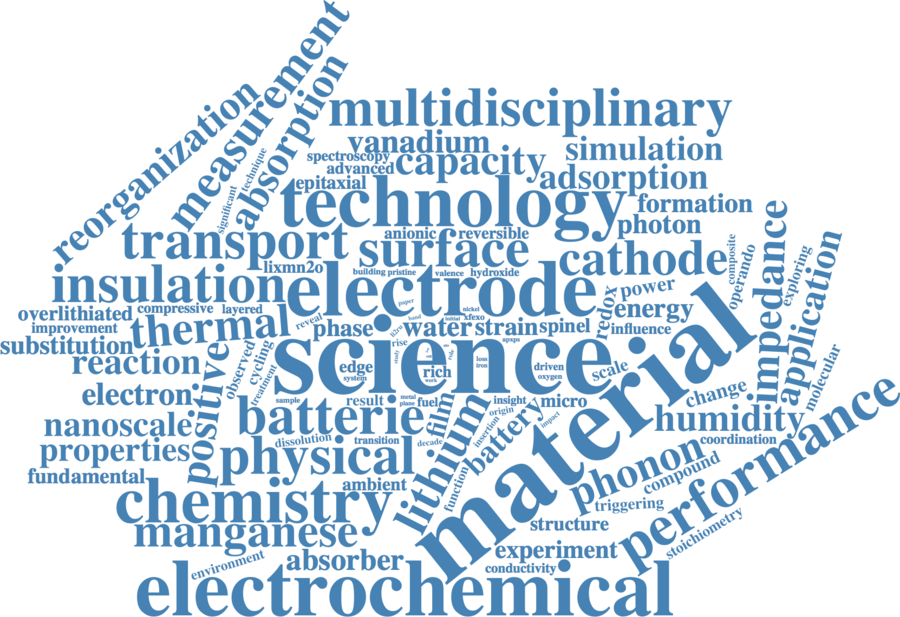 measurement
reorganization
absorption
technique
significant
multidisciplinary
vanadium
simulation
spectroscopy
capacity
advanced
adsorption
epitaxial
technology
formation
photon
transport
anionic
reversible
surface
cathode
composite
operando
exploring
impedance
application
lixmn2o
building
pristine
valence
hydroxide
insulation
electrode
redox
power
energy
overlithiated
compressive
layered
paper
nickel
xfexo
bond
initial
improvement
thermal
reveal
phase
water
strain
spinel
influence
substitution
rise
science
material
reaction
observed
cycling
treatment
study
edge
system
rich
work
loss
iron
driven
oxygen
scale
molecular
electron
positive
sample
result
metal
plane
fuel
film
insight
origin
micro
change
nanoscale
batterie
lithium
insertion
battery
impact
humidity
performance
properties
dissolution
transition
decade
coordination
fundamental
physical
ambient
function
phonon
compound
chemistry
triggering
structure
stoichiometry
manganese
environment
absorber
experiment
conductivity
electrochemical